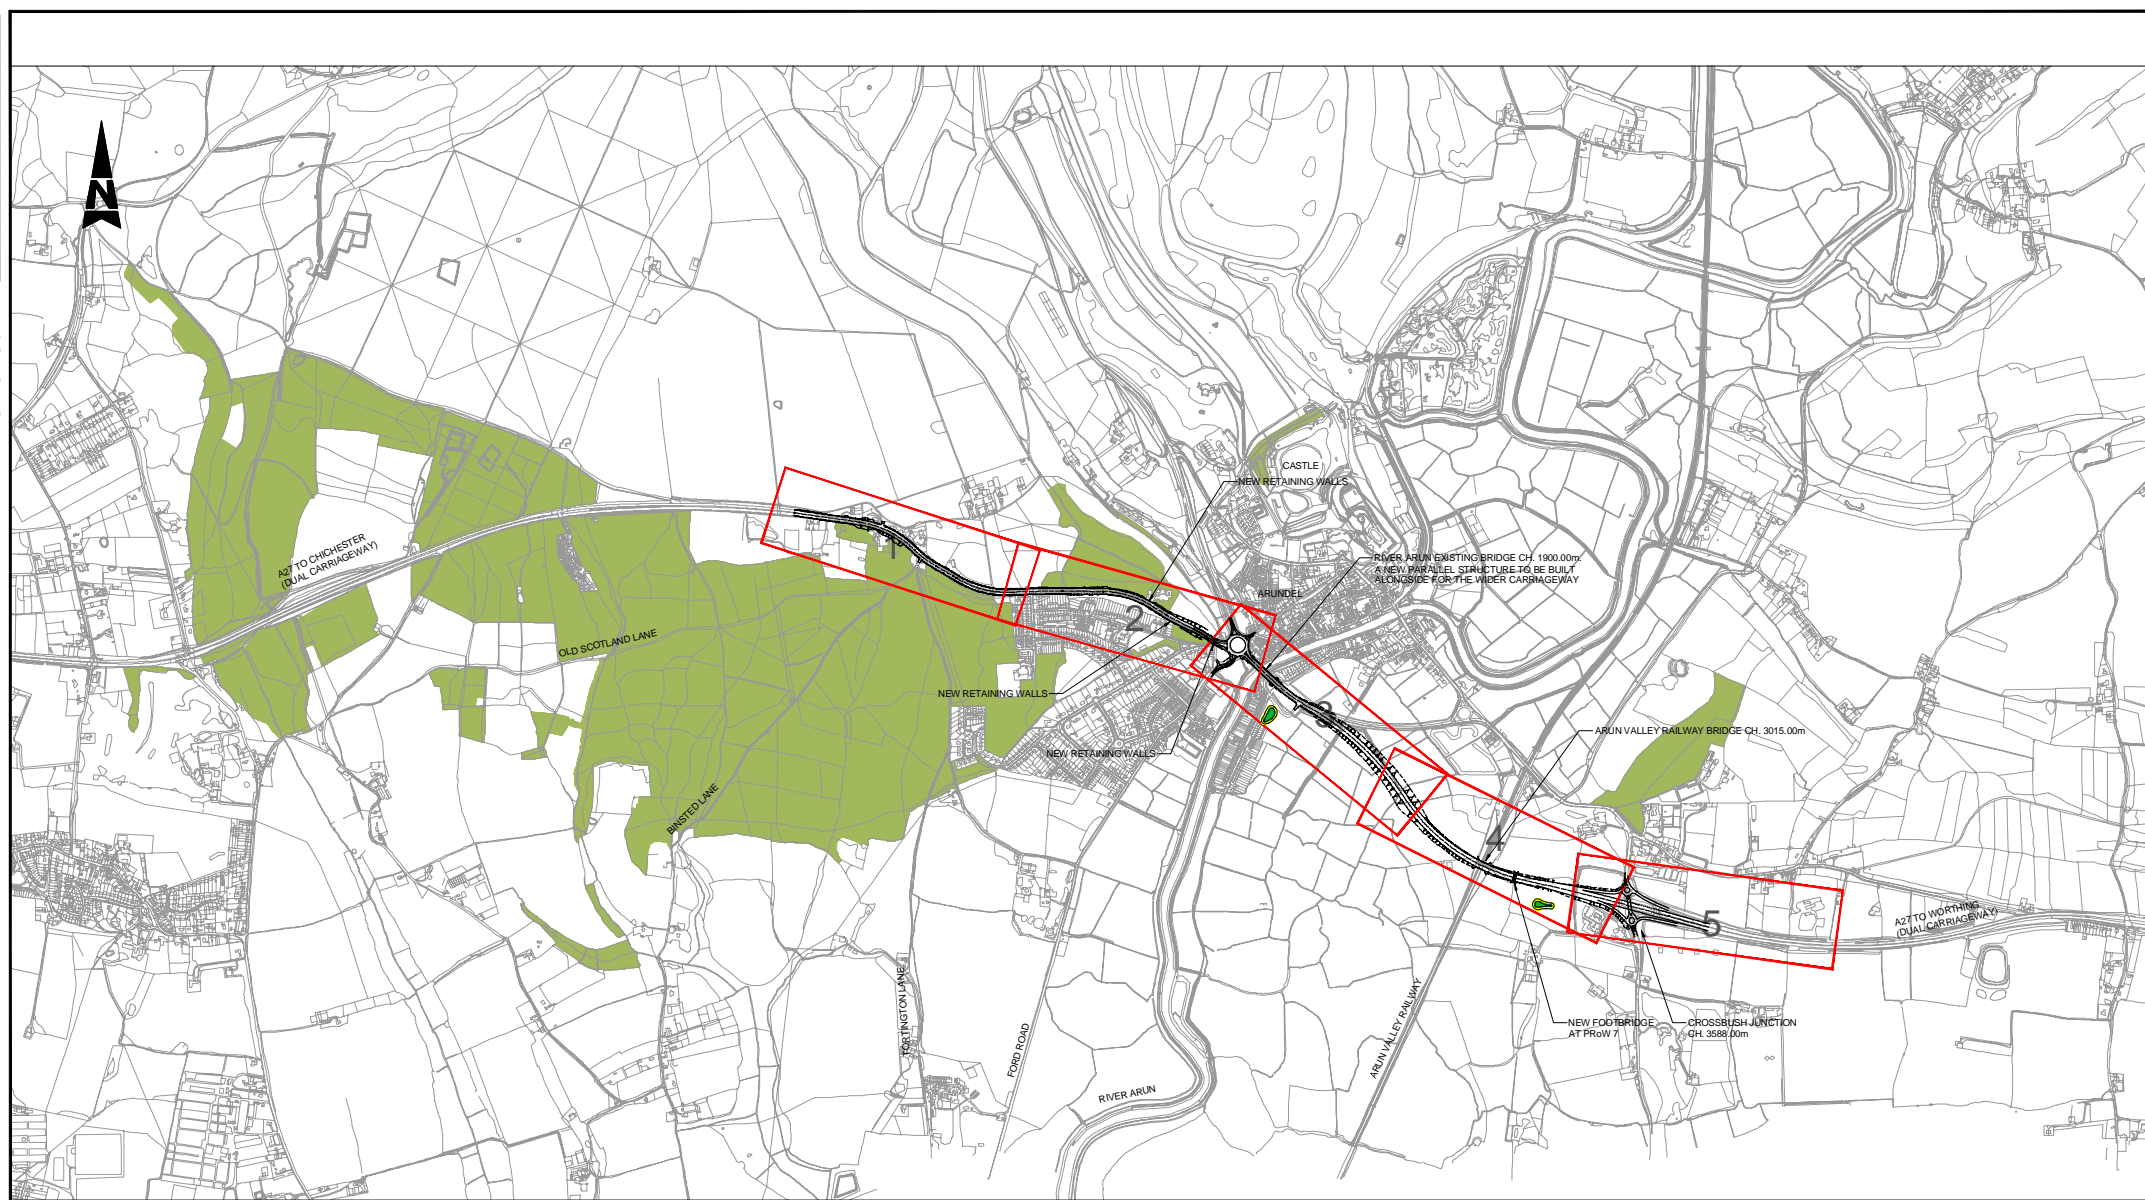 N
CASTLE
NEW RETAINING WALLS
A27 TO CHICHESTER
(DUAL CARRIAGEWAY)
1
RIVER ARUN EXISTING BRIDGE CH. 1900.00m.
A NEW PARALLEL STRUCTURE TO BE BUILT
ALONGSIDE FOR THE WIDER CARRIAGEWAY
ARUNDEL
2
OLD SCOTLAND LANE
NEW RETAINING WALLS
3
NEW RETAINING WALLS
ARUN VALLEY RAILWAY BRIDGE CH. 3015.00m
BINSTED LANE
4
5
A27 TO WORTHING
(DUAL CARRIAGEWAY)
TORTINGTON LANE
FORD ROAD
ARUN VALLEY RAILWAY
NEW FOOTBRIDGE
AT PRoW 7
CROSSBUSH JUNCTION
CH. 3588.00m
RIVER ARUN